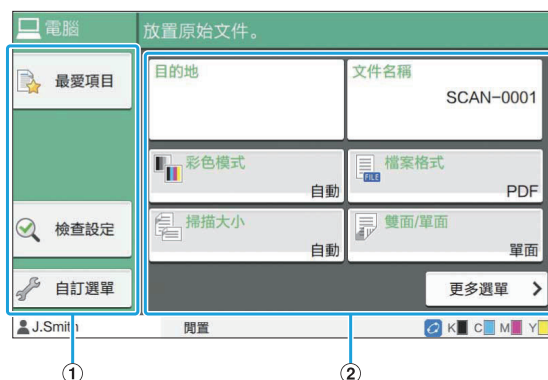 電腦
放置原始文件。
最愛項目
檢查設定
自訂選單
目的地
文件名稱
SCAN-0001
彩色模式
自動
檔案格式
FILE
PDF
掃描大小
自動
雙面/單面
單面
更多選單
J.Smith
閒置
K C M Y
1
2